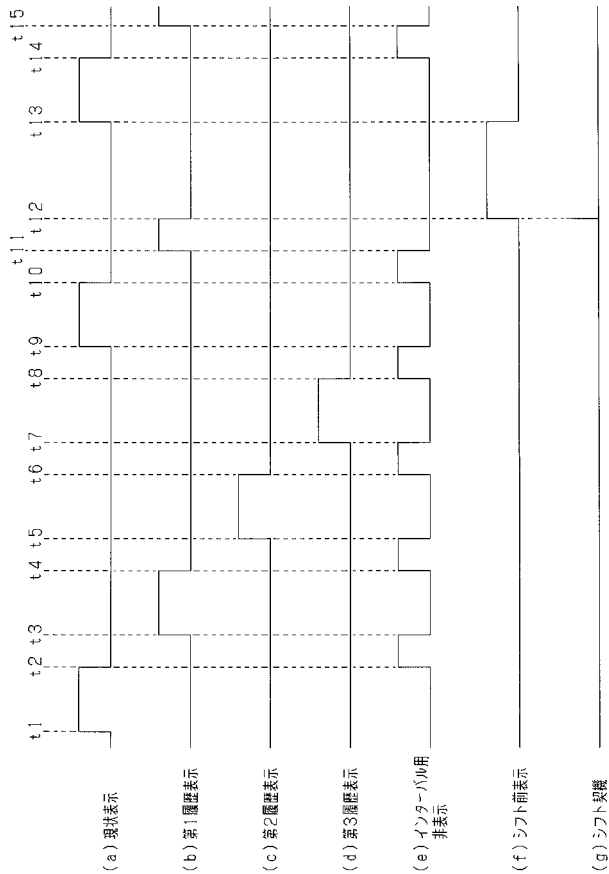 t1
t2
t3
t4
t5
t6
t7
t8
t9
t10
t11
t12
t13
t14
t15
(a) 現状表示
(b) 第1履歴表示
(c) 第2履歴表示
(d) 第3履歴表示
(e) インターバル用
非表示
(f) シフト前表示
(g) シフト契機